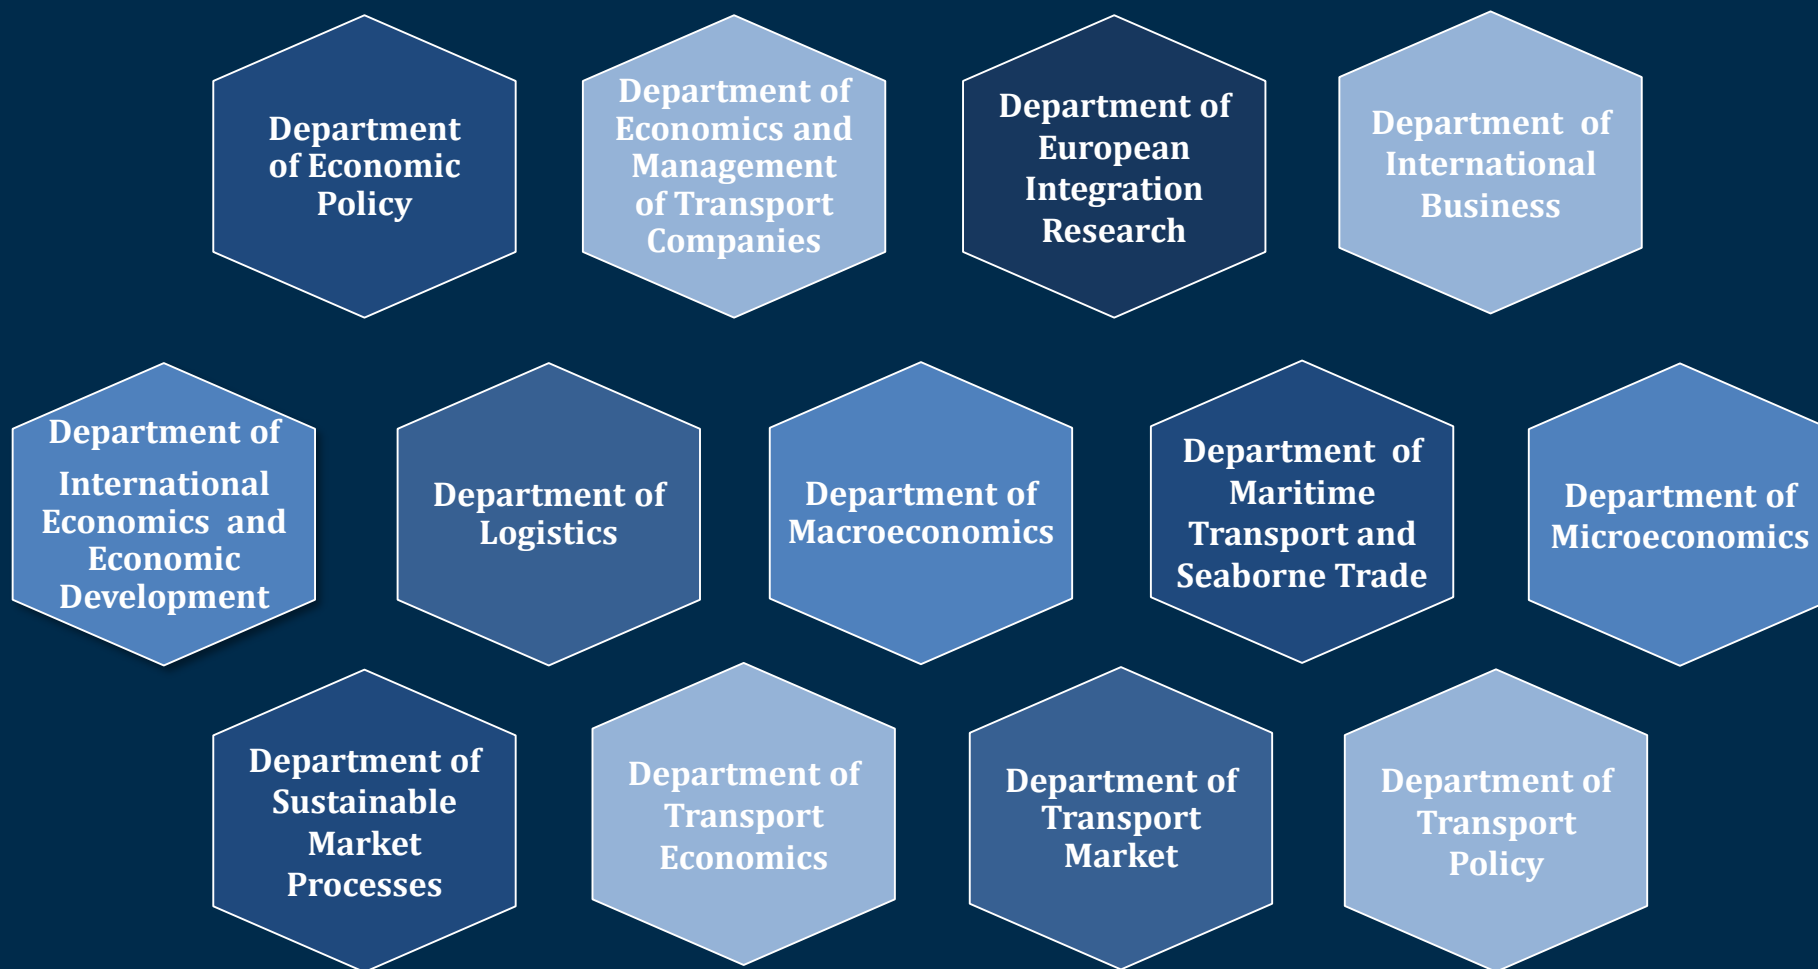 Department
of Economic
Policy
Department of
Economics and
Management
of Transport
Companies
Department of
European
Integration
Research
Department of
International
Business
Department of
International
Economics and
Economic
Development
Department of
Logistics
Department of
Macroeconomics
Department of
Maritime
Transport and
Seaborne Trade
Department of
Microeconomics
Department of
Sustainable
Market
Processes
Department of
Transport
Economics
Department of
Transport
Market
Department of
Transport
Policy